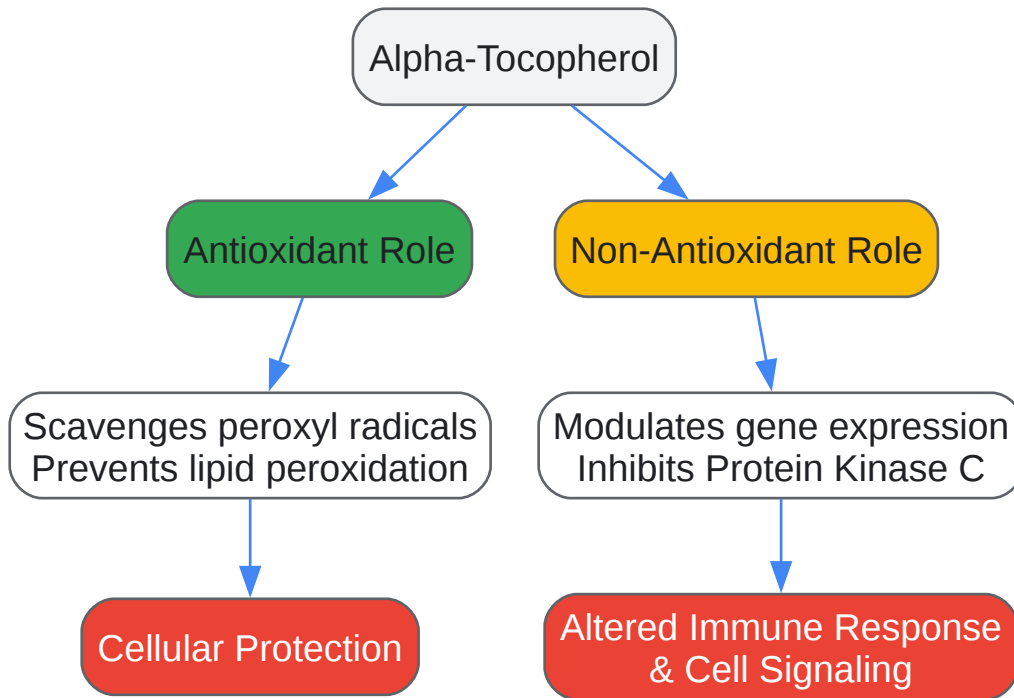 Alpha-Tocopherol
Antioxidant Role
Non-Antioxidant Role
Scavenges peroxyl radicals
Prevents lipid peroxidation
Modulates gene expression
Inhibits Protein Kinase C
Cellular Protection
Altered Immune Response
& Cell Signaling